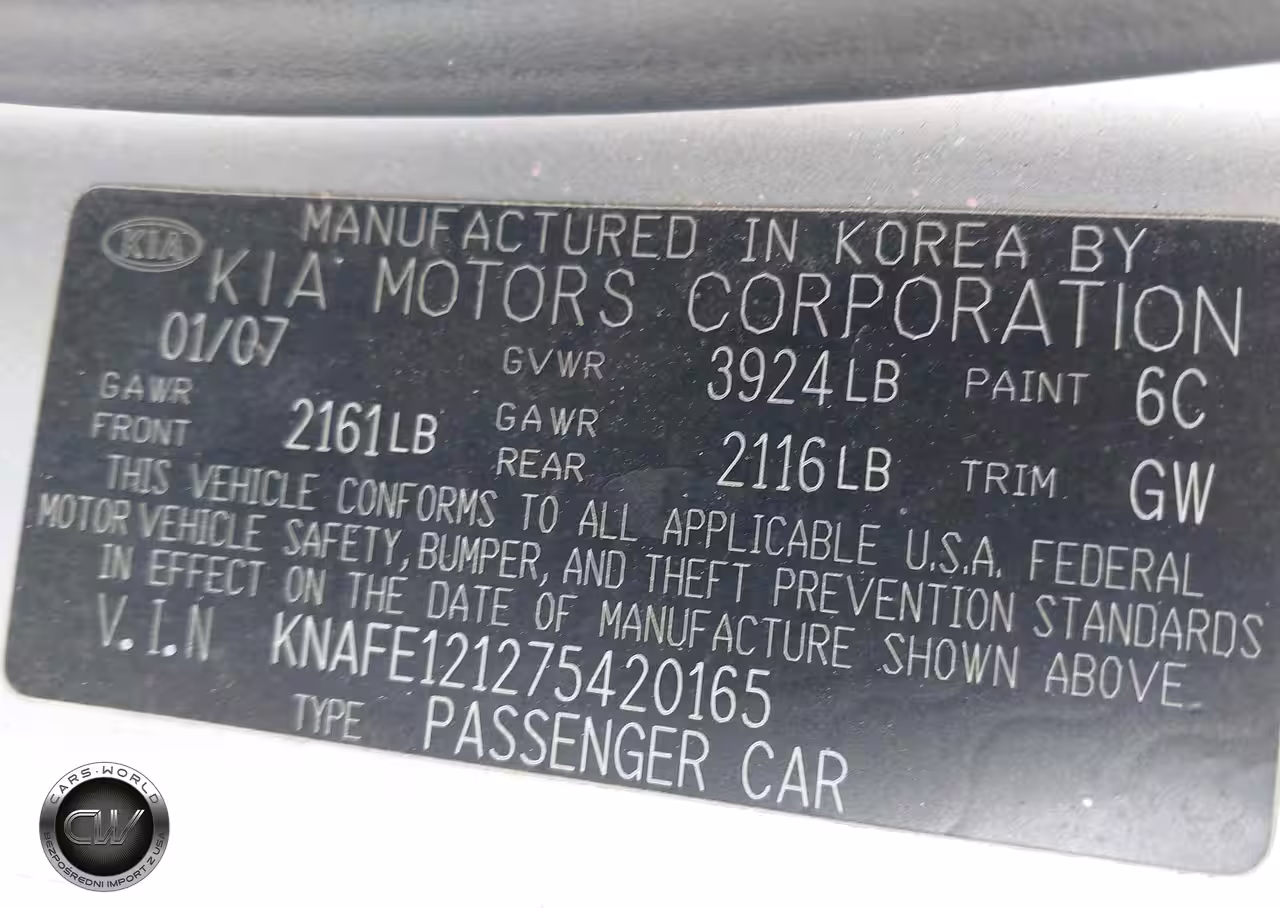 KIA
MANUFACTURED IN KOREA BY
KIA MOTORS CORPORATION
01/07 GVWR 3924LB PAINT 6C
GAWR FRONT 2161LB GAWR REAR 2116LB TRIM GW
THIS VEHICLE CONFORMS TO ALL APPLICABLE U.S.A. FEDERAL
MOTOR VEHICLE SAFETY, BUMPER, AND THEFT PREVENTION STANDARDS
IN EFFECT ON THE DATE OF MANUFACTURE SHOWN ABOVE
V.I.N KNAFE121275420165
TYPE PASSENGER CAR
CARS·WORLD
CW
BEZPOŚREDNI IMPORT Z USA